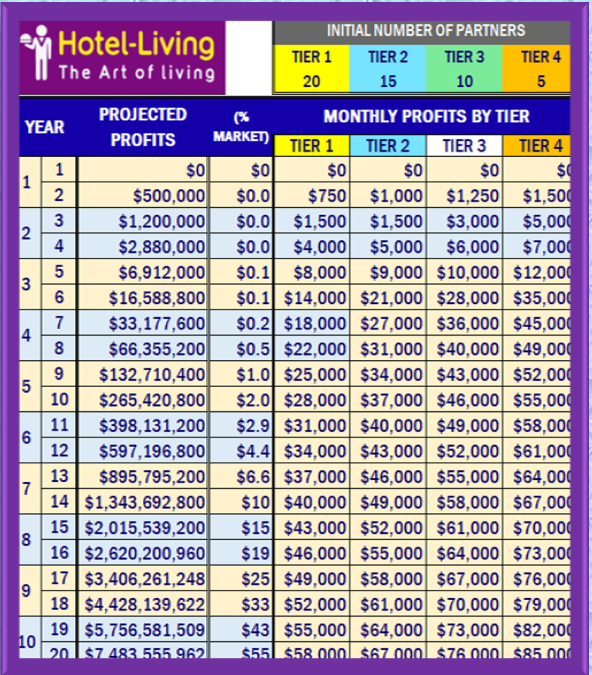 Hotel-Living
The Art of living
INITIAL NUMBER OF PARTNERS
TIER 1 TIER 2 TIER 3 TIER 4
20 15 10 5
YEAR PROJECTED PROFITS (% MARKET) MONTHLY PROFITS BY TIER
TIER 1 TIER 2 TIER 3 TIER 4
1 1 $0 $0 $0 $0 $0 $0
2 $500,000 $0.0 $750 $1,000 $1,250 $1,500
2 3 $1,200,000 $0.0 $1,500 $1,500 $3,000 $5,000
4 $2,880,000 $0.0 $4,000 $5,000 $6,000 $7,000
3 5 $6,912,000 $0.1 $8,000 $9,000 $10,000 $12,000
6 $16,588,800 $0.1 $14,000 $21,000 $28,000 $35,000
4 7 $33,177,600 $0.2 $18,000 $27,000 $36,000 $45,000
8 $66,355,200 $0.5 $22,000 $31,000 $40,000 $49,000
5 9 $132,710,400 $1.0 $25,000 $34,000 $43,000 $52,000
10 $265,420,800 $2.0 $28,000 $37,000 $46,000 $55,000
6 11 $398,131,200 $2.9 $31,000 $40,000 $49,000 $58,000
12 $597,196,800 $4.4 $34,000 $43,000 $52,000 $61,000
7 13 $895,795,200 $6.6 $37,000 $46,000 $55,000 $64,000
14 $1,343,692,800 $10 $40,000 $49,000 $58,000 $67,000
8 15 $2,015,539,200 $15 $43,000 $52,000 $61,000 $70,000
16 $2,620,200,960 $19 $46,000 $55,000 $64,000 $73,000
9 17 $3,406,261,248 $25 $49,000 $58,000 $67,000 $76,000
18 $4,428,139,622 $33 $52,000 $61,000 $70,000 $79,000
10 19 $5,756,581,509 $43 $55,000 $64,000 $73,000 $82,000
20 $7,483,555,962 $55 $58,000 $67,000 $76,000 $85,000